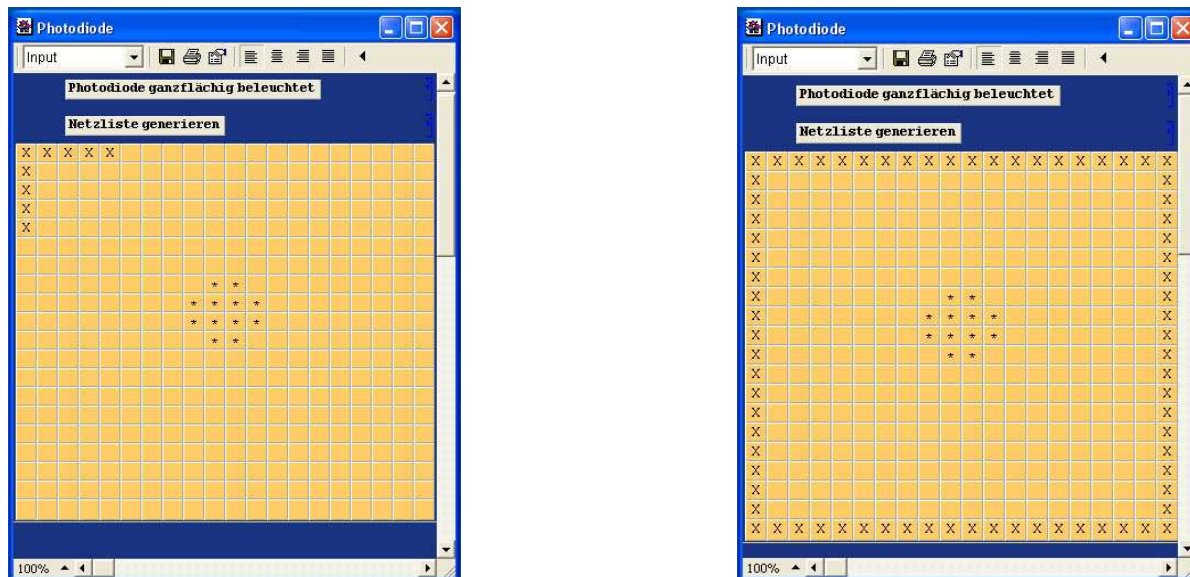 Photodiode
Input
Photodiode ganzflächig beleuchtet
Netzliste generieren
X X X X X
X
X
X
X
* *
* * * *
* * * *
* *
100%
Photodiode
Input
Photodiode ganzflächig beleuchtet
Netzliste generieren
X X X X X X X X X X X X X X X X X X X X
X X
X X
X X
X X
X X
X X
X * * X
X * * * * X
X * * * * X
X * * X
X X
X X
X X
X X
X X
X X
X X
X X
X X X X X X X X X X X X X X X X X X X X
100%